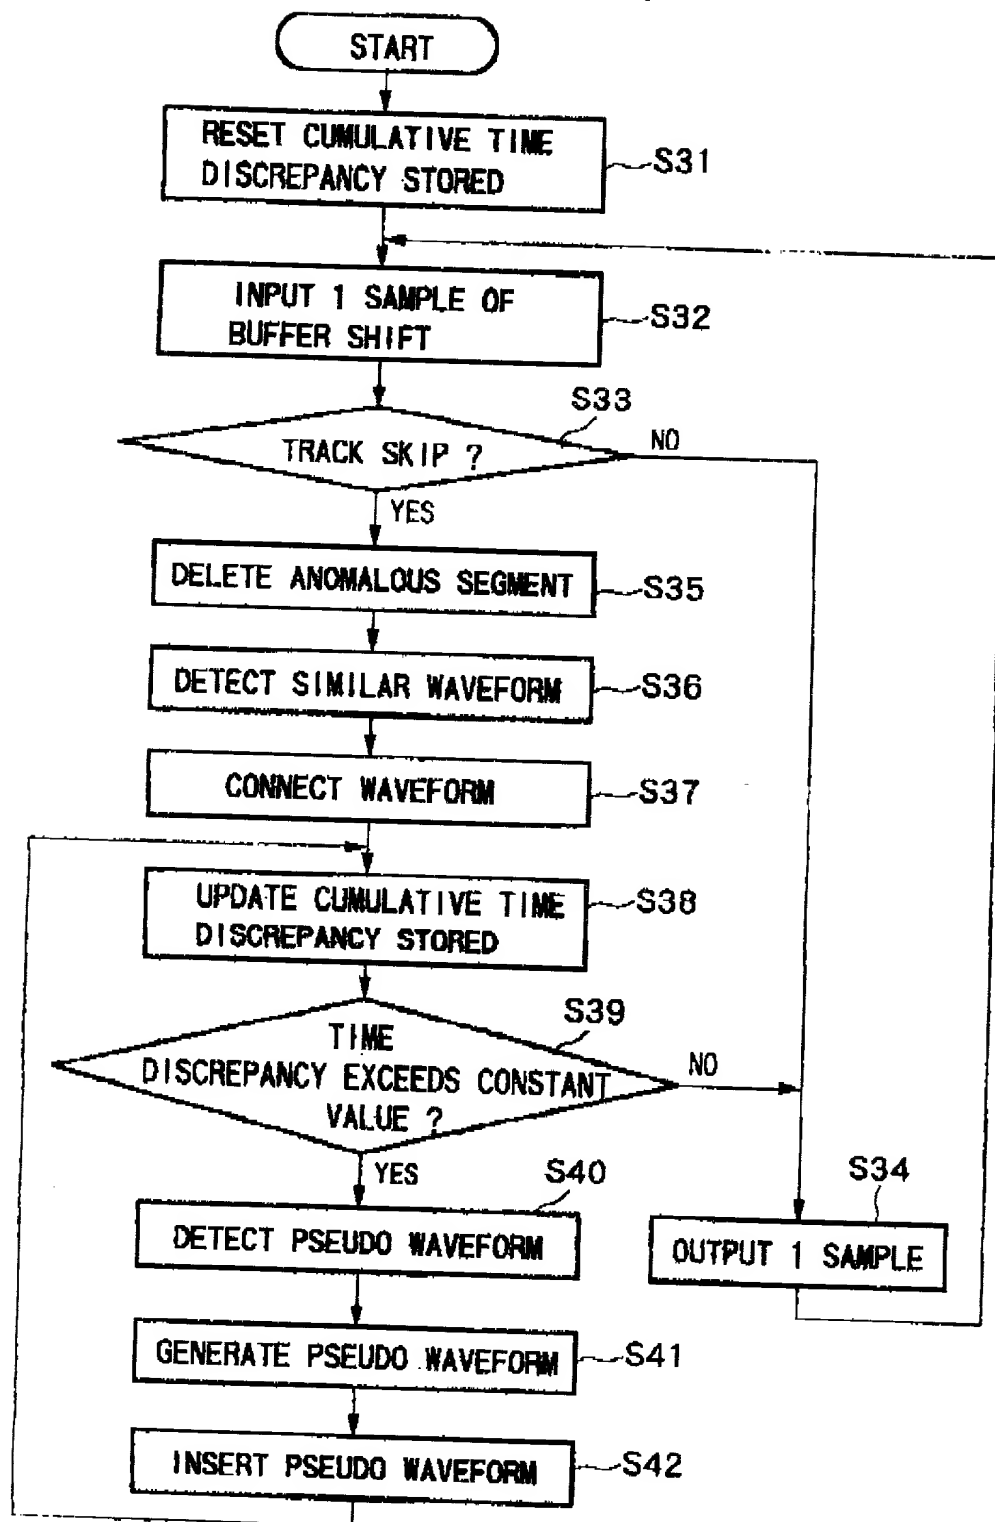 START
RESET CUMULATIVE TIME
DISCREPANCY STORED
S31
INPUT 1 SAMPLE OF
BUFFER SHIFT
S32
S33
TRACK SKIP ?
NO
YES
DELETE ANOMALOUS SEGMENT
S35
DETECT SIMILAR WAVEFORM
S36
CONNECT WAVEFORM
S37
UPDATE CUMULATIVE TIME
DISCREPANCY STORED
S38
S39
TIME
DISCREPANCY EXCEEDS CONSTANT
VALUE ?
NO
YES
S40
DETECT PSEUDO WAVEFORM
S34
OUTPUT 1 SAMPLE
GENERATE PSEUDO WAVEFORM
S41
INSERT PSEUDO WAVEFORM
S42